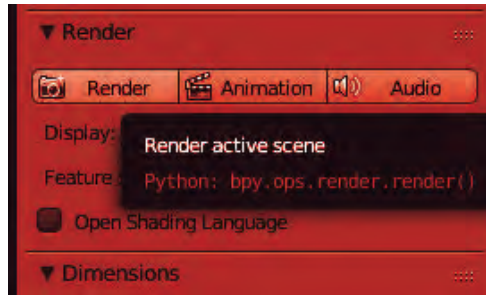 Render
Render Animation Audio
Display:
Render active scene
Feature
Python: bpy.ops.render.render()
Open Shading Language
Dimensions